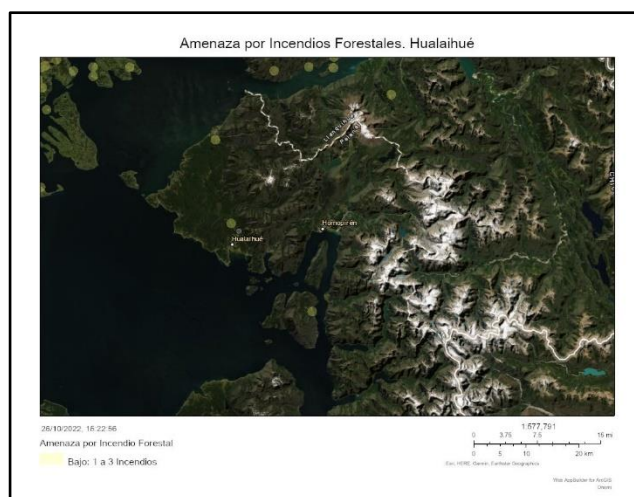 Amenaza por Incendios Forestales. Hualaihué
Hornopirén
Hualaihué
26/10/2022, 16:22:56
Amenaza por Incendio Forestal
Bajo: 1 a 3 Incendios
1:577,791
0 3.75 7.5 15 mi
0 5 10 20 km
Esri, HERE, Garmin, Earthstar Geographics
Web AppBuilder for ArcGIS